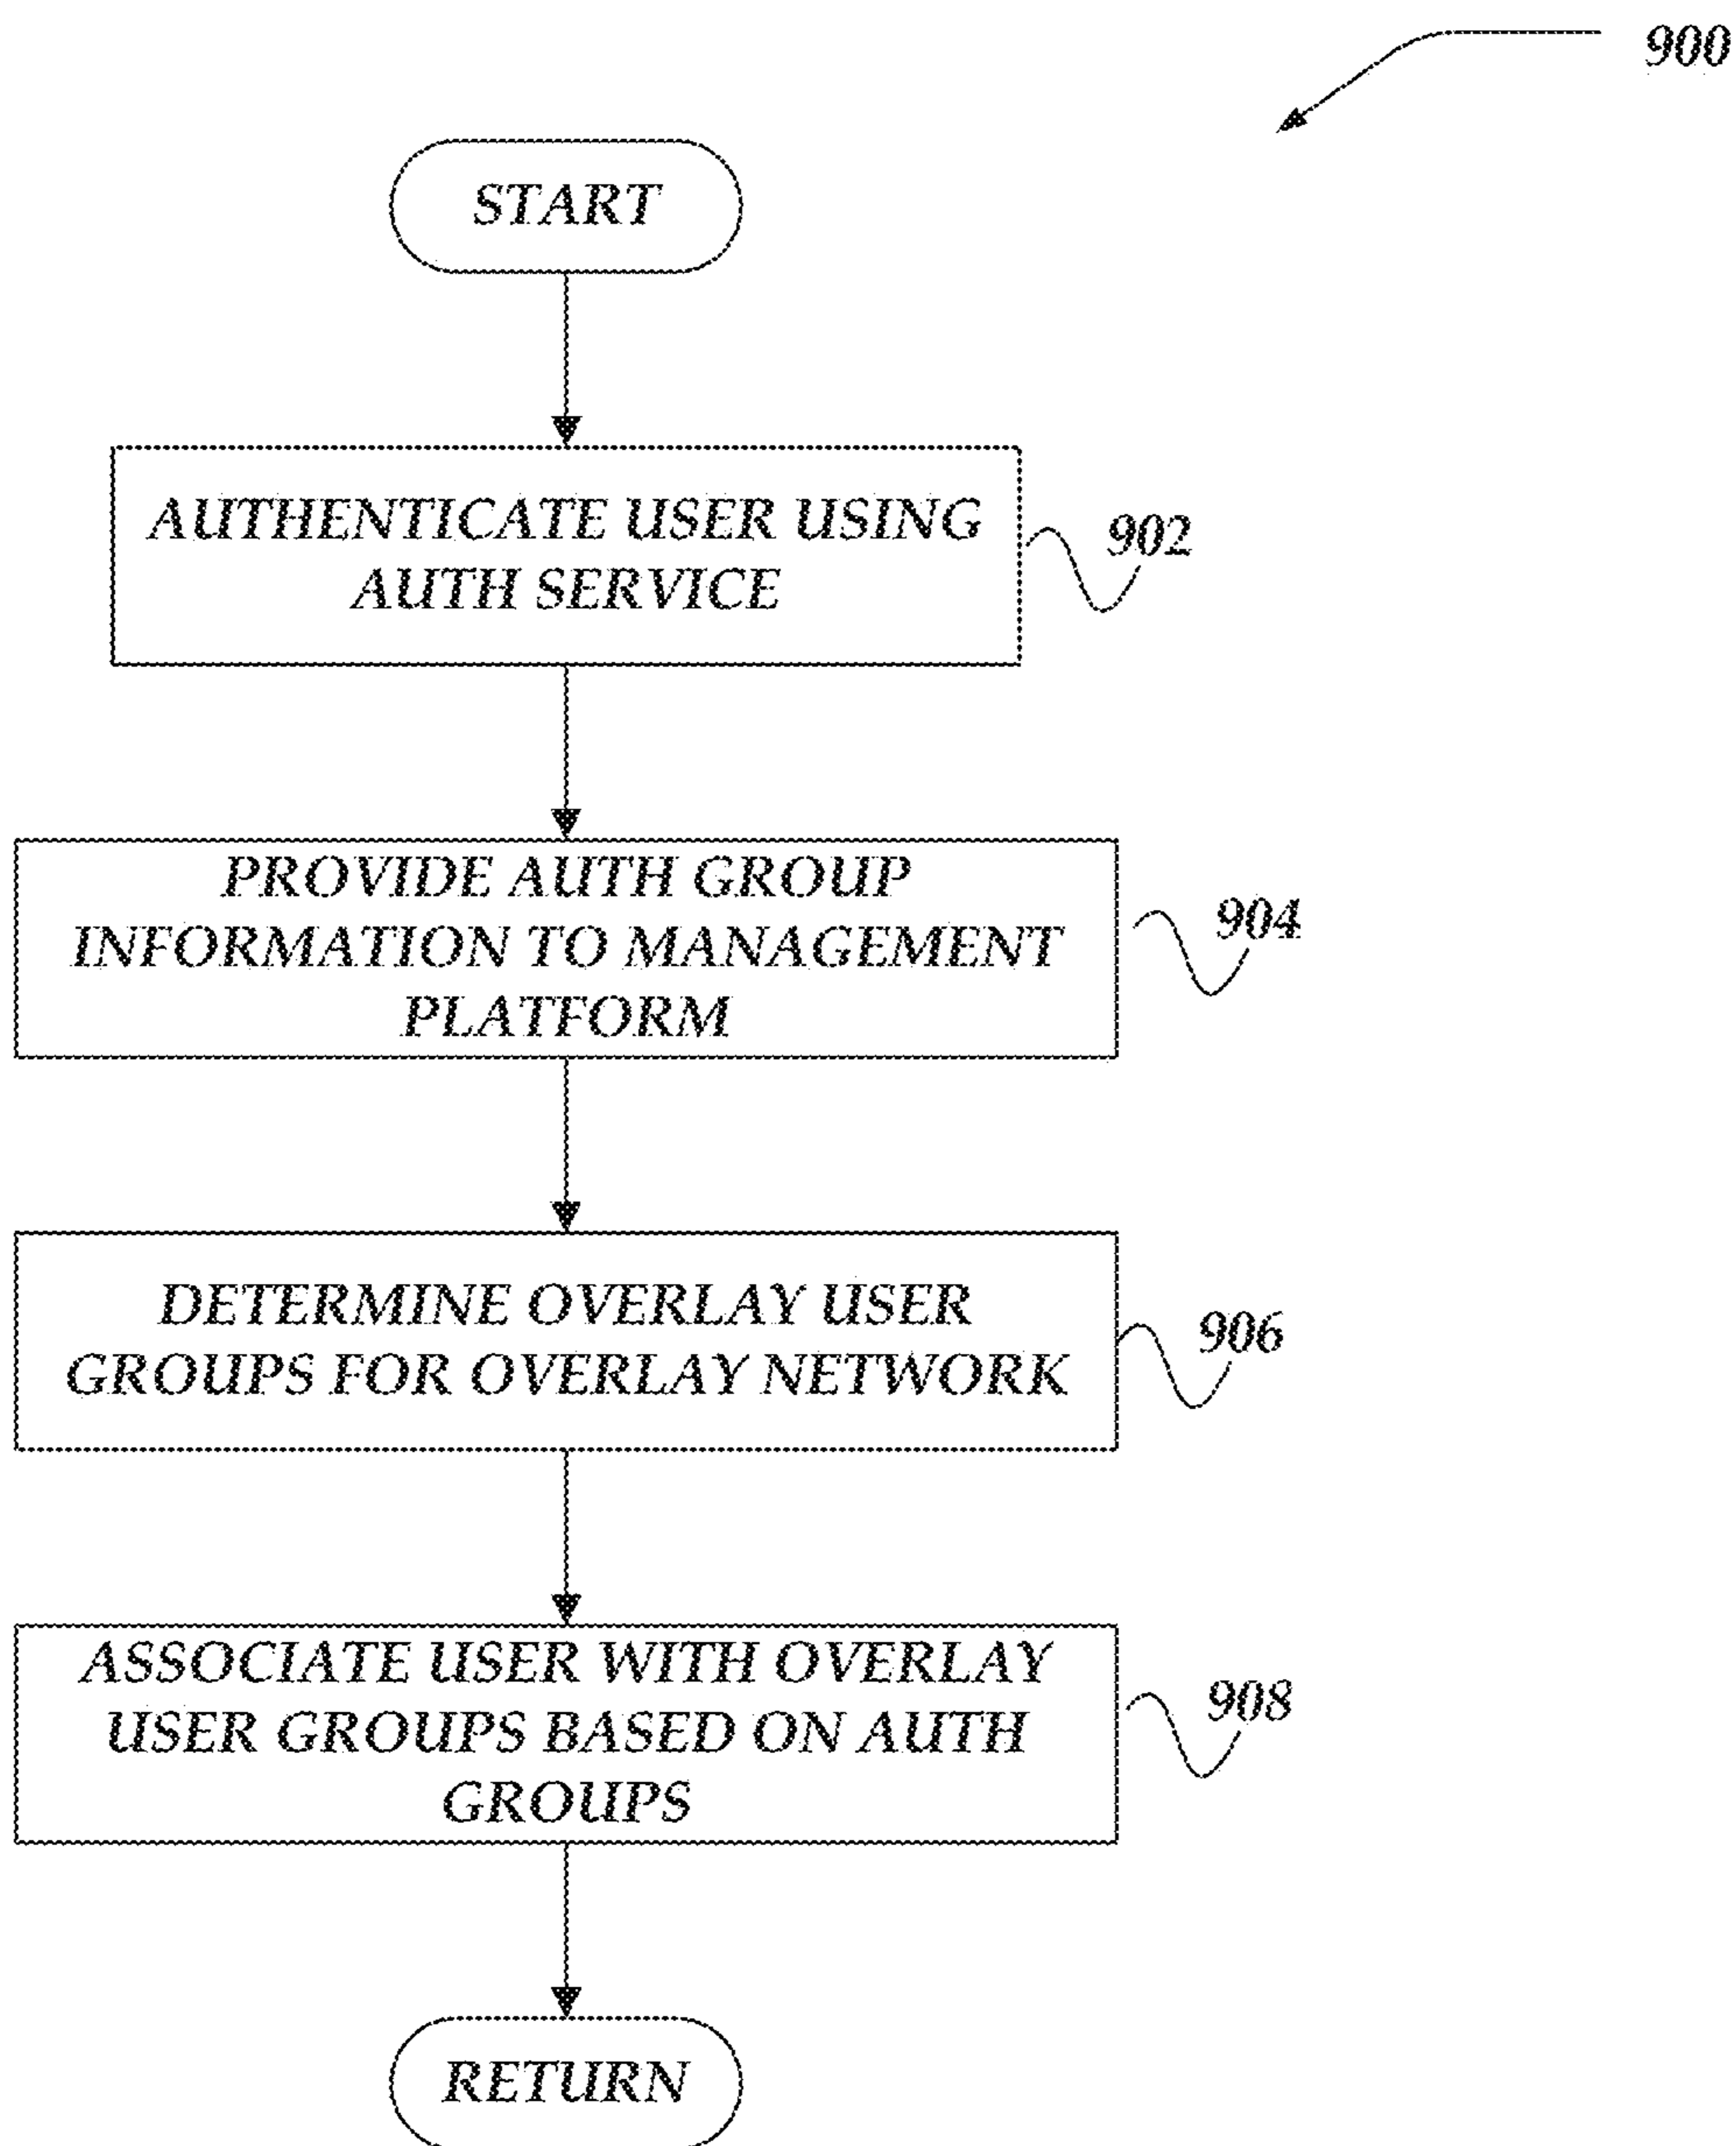 900
START
AUTHENTICATE USER USING
AUTH SERVICE
902
PROVIDE AUTH GROUP
INFORMATION TO MANAGEMENT
PLATFORM
904
DETERMINE OVERLAY USER
GROUPS FOR OVERLAY NETWORK
906
ASSOCIATE USER WITH OVERLAY
USER GROUPS BASED ON AUTH
GROUPS
908
RETURN